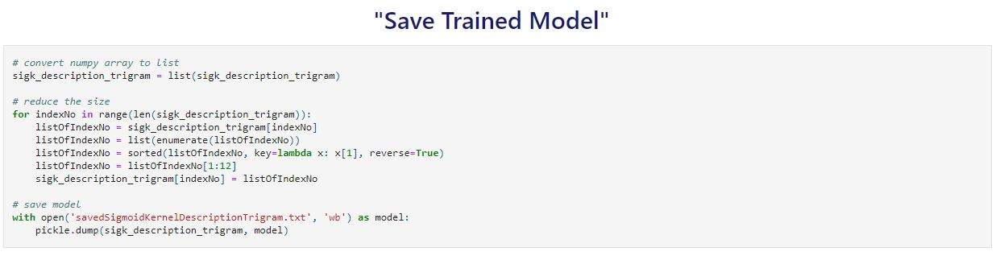 "Save Trained Model"
# convert numpy array to list
sigk_description_trigram = list(sigk_description_trigram)
# reduce the size
for indexNo in range(len(sigk_description_trigram)):
    listOfIndexNo = sigk_description_trigram[indexNo]
    listOfIndexNo = list(enumerate(listOfIndexNo))
    listOfIndexNo = sorted(listOfIndexNo, key=lambda x: x[1], reverse=True)
    listOfIndexNo = listOfIndexNo[1:12]
    sigk_description_trigram[indexNo] = listOfIndexNo
# save model
with open('savedSigmoidKernelDescriptionTrigram.txt', 'wb') as model:
    pickle.dump(sigk_description_trigram, model)